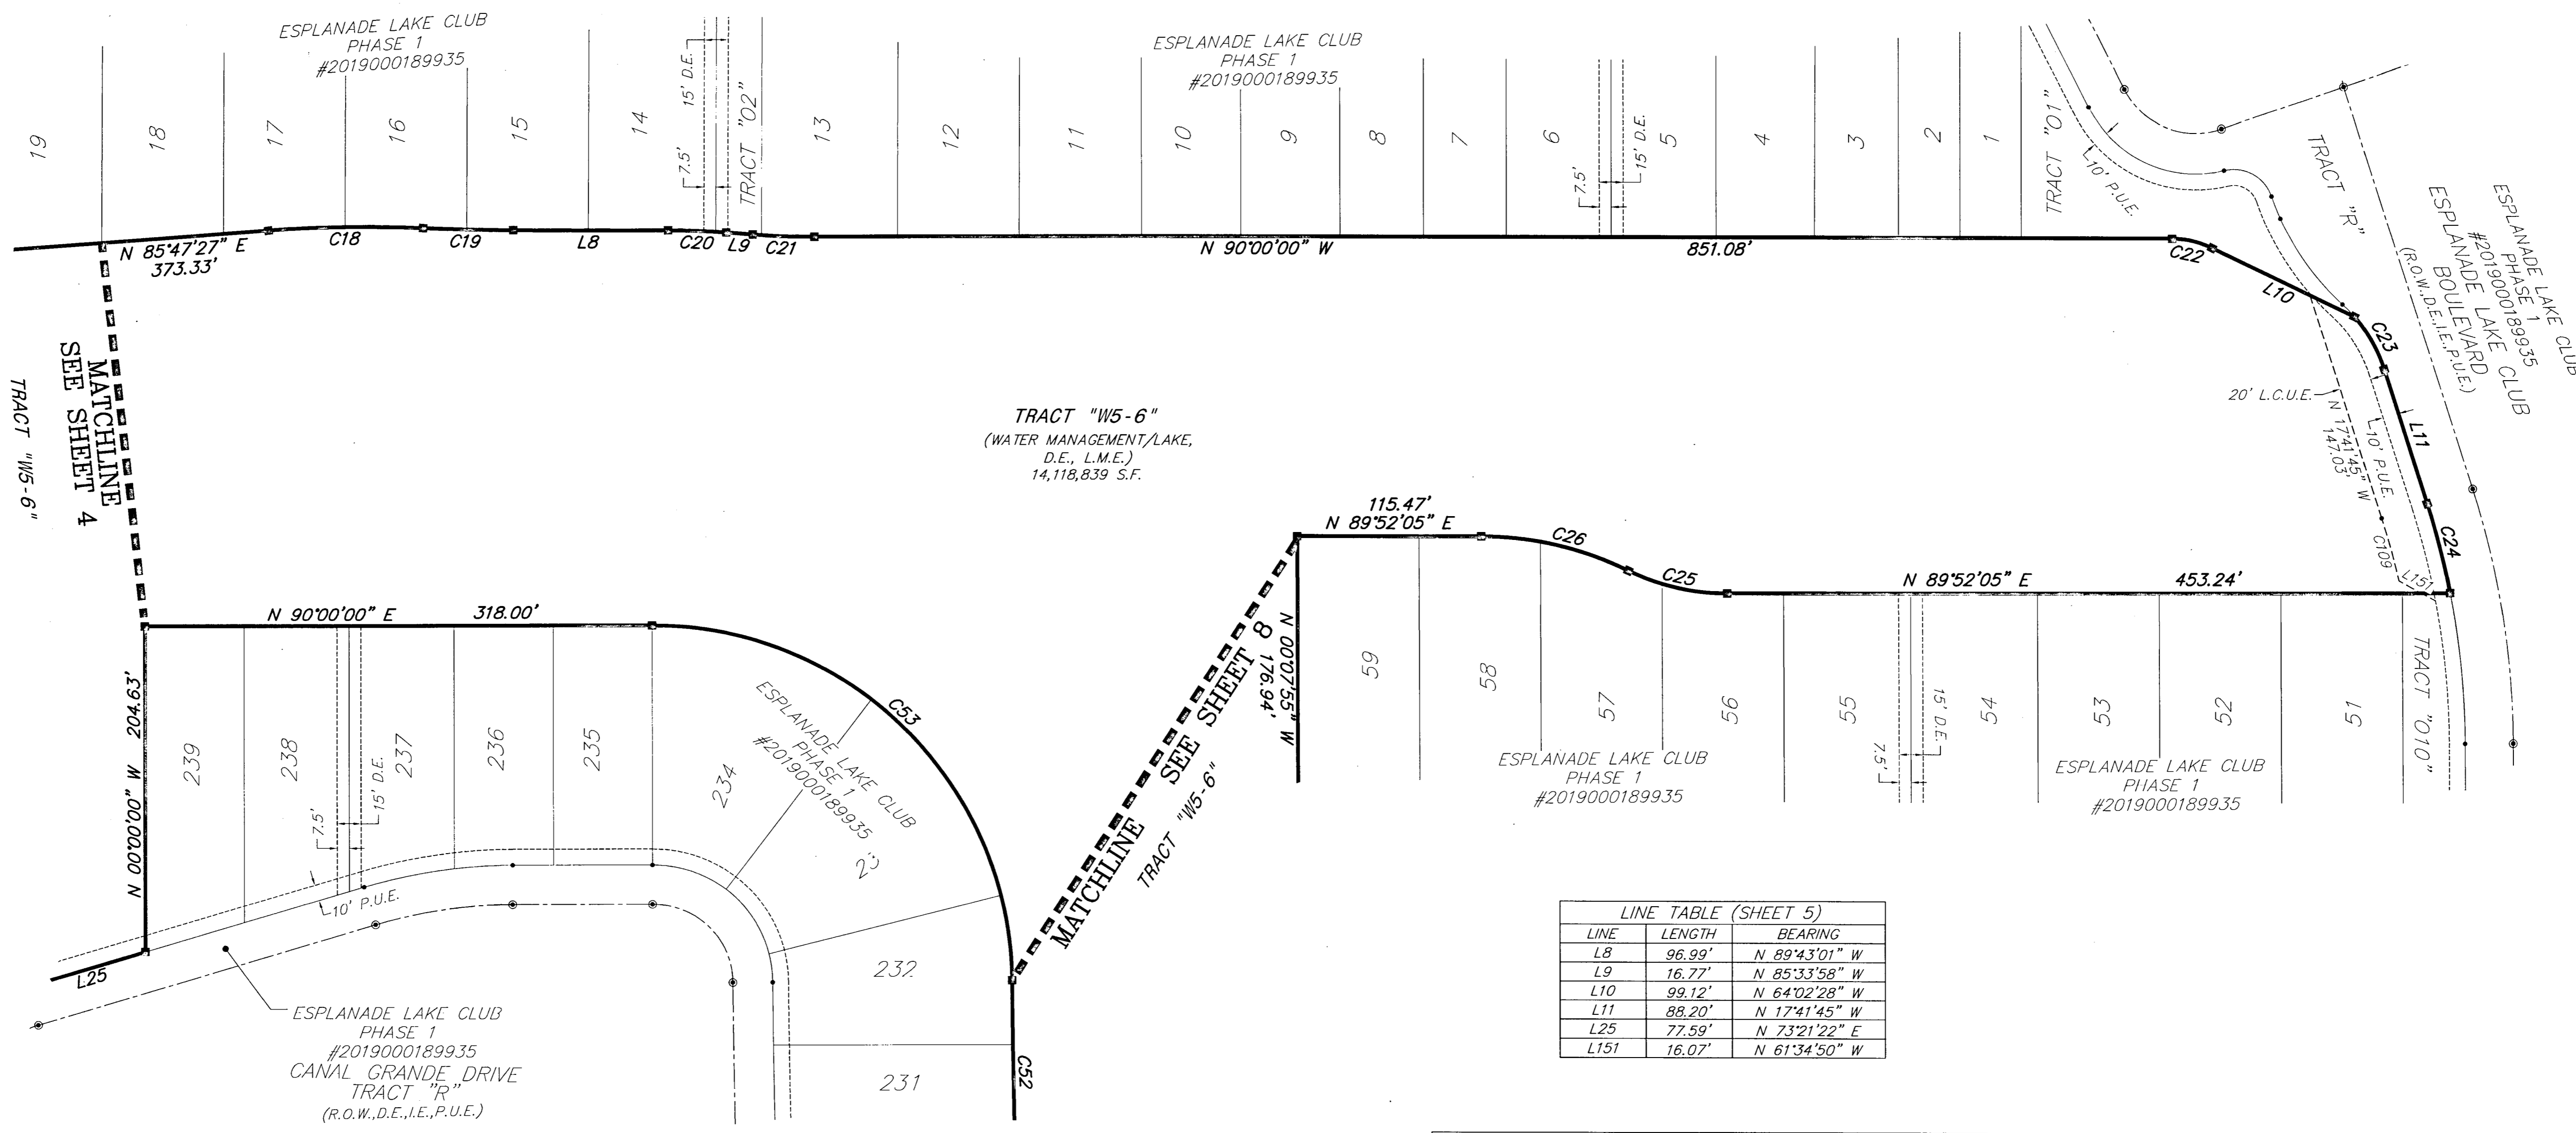 ESPLANADE LAKE CLUB
PHASE 1
#2019000189935
ESPLANADE LAKE CLUB
PHASE 1
#2019000189935
19
18
17
16
15
14
7.5'
15' D.E.
TRACT "O2"
13
12
11
10
9
8
7
6
7.5'
15' D.E.
5
4
3
2
1
TRACT "O1"
10' P.U.E.
TRACT "R"
ESPLANADE LAKE CLUB
PHASE 1
#2019000189935
ESPLANADE LAKE CLUB
BOULEVARD
(R.O.W.,D.E.,I.E.,P.U.E.)
N 85°47'27" E
373.33'
C18
C19
L8
C20
L9
C21
N 90°00'00" W
851.08'
C22
L10
C23
20' L.C.U.E.
N 17°41'45" W
147.03'
10' P.U.E.
L11
C24
C109
L151
MATCHLINE
SEE SHEET 4
TRACT "W5-6"
TRACT "W5-6"
(WATER MANAGEMENT/LAKE,
D.E., L.M.E.)
14,118,839 S.F.
115.47'
N 89°52'05" E
C26
C25
N 89°52'05" E
453.24'
N 90°00'00" E
318.00'
N 00°00'00" W 204.63'
239
238
7.5'
15' D.E.
237
236
235
234
ESPLANADE LAKE CLUB
PHASE 1
#2019000189935
C53
232
231
C52
10' P.U.E.
L25
ESPLANADE LAKE CLUB
PHASE 1
#2019000189935
CANAL GRANDE DRIVE
TRACT "R"
(R.O.W.,D.E.,I.E.,P.U.E.)
MATCHLINE SEE SHEET 8
TRACT "W5-6"
N 00°07'55" W
176.94'
59
58
57
56
55
7.5'
15' D.E.
54
53
52
51
TRACT "O10"
ESPLANADE LAKE CLUB
PHASE 1
#2019000189935
ESPLANADE LAKE CLUB
PHASE 1
#2019000189935
LINE TABLE (SHEET 5)
LINE LENGTH BEARING
L8 96.99' N 89°43'01" W
L9 16.77' N 85°33'58" W
L10 99.12' N 64°02'28" W
L11 88.20' N 17°41'45" W
L25 77.59' N 73°21'22" E
L151 16.07' N 61°34'50" W